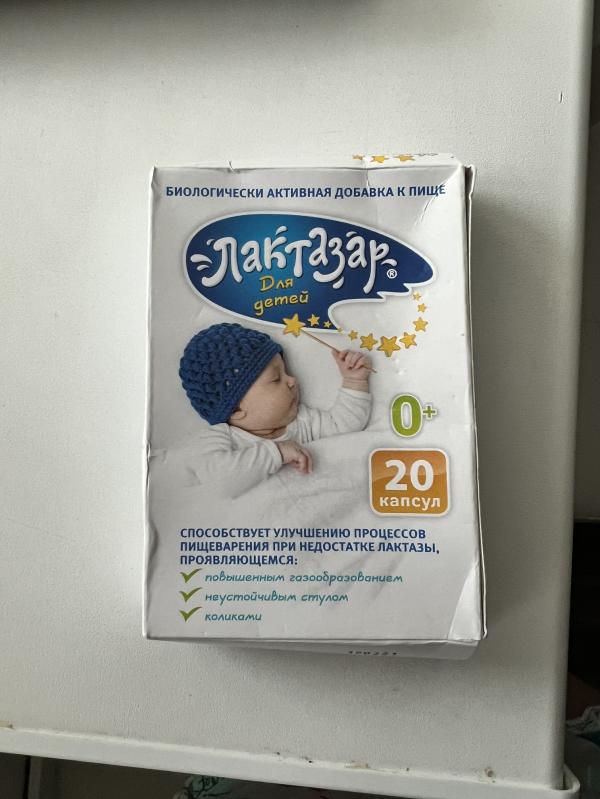 БИОЛОГИЧЕСКИ АКТИВНАЯ ДОБАВКА К ПИЩЕ
Лактазар®
Для
детей
0+
20
капсул
СПОСОБСТВУЕТ УЛУЧШЕНИЮ ПРОЦЕССОВ
ПИЩЕВАРЕНИЯ ПРИ НЕДОСТАТКЕ ЛАКТАЗЫ,
ПРОЯВЛЯЮЩЕМСЯ:
повышенным газообразованием
неустойчивым стулом
коликами